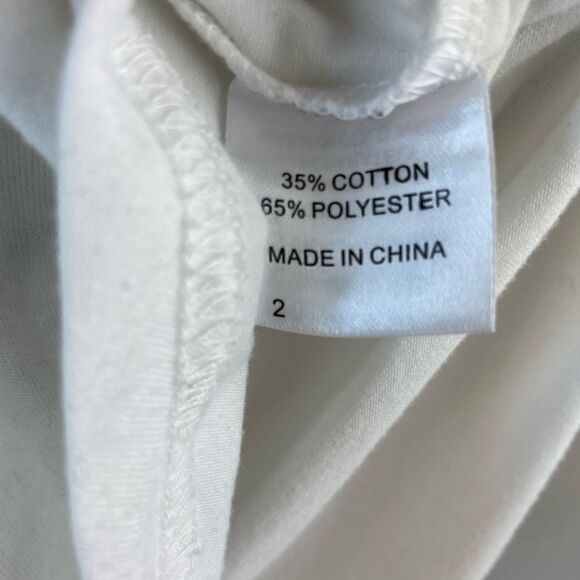 35% COTTON
65% POLYESTER
MADE IN CHINA
2